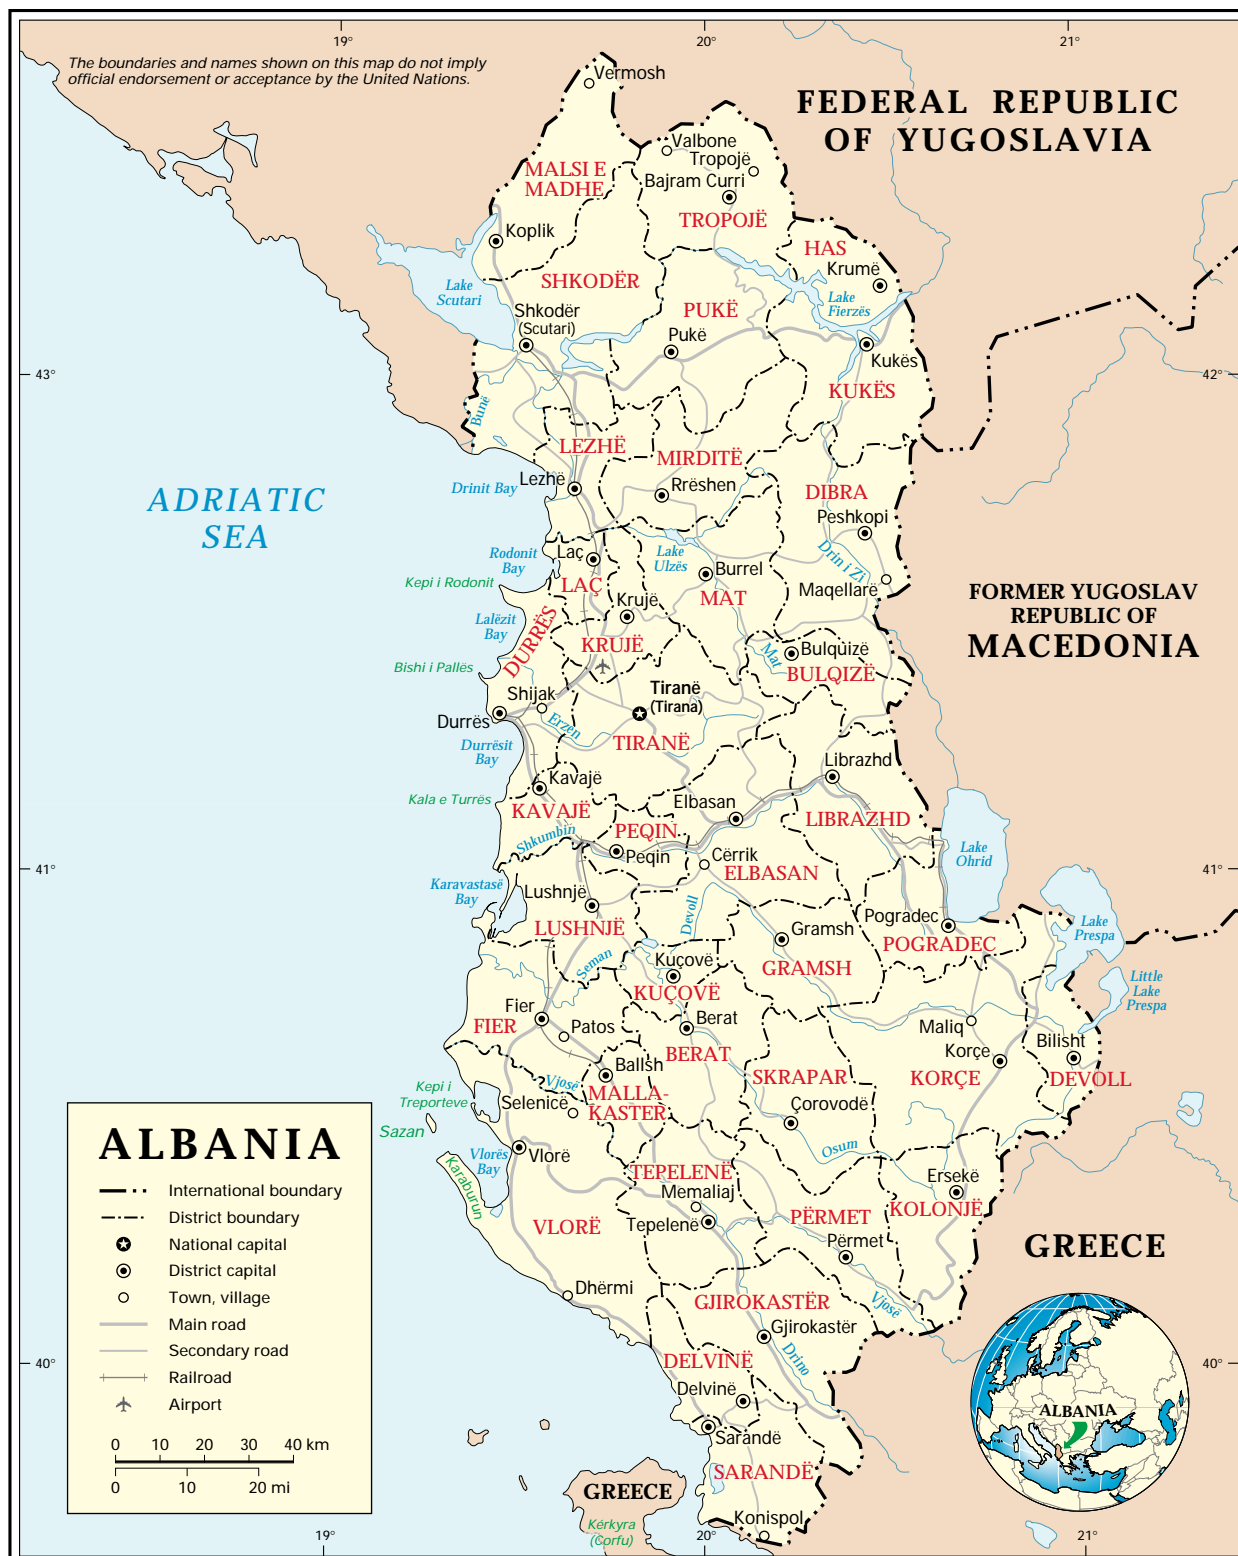 19°
20°
21°
The boundaries and names shown on this map do not imply
official endorsement or acceptance by the United Nations.
FEDERAL REPUBLIC
OF YUGOSLAVIA
Vermosh
Valbone
Tropojë
Bajram Curri
MALSI E
MADHE
TROPOJË
Koplik
HAS
Krumë
SHKODËR
Lake
Scutari
Lake
Fierzës
Shkodër
(Scutari)
PUKË
Pukë
Kukës
43°
42°
KUKËS
Bunë
LEZHË
MIRDITË
Lezhë
Drinit Bay
Rrëshen
DIBRA
Peshkopi
ADRIATIC
SEA
Rodonit
Bay
Laç
Lake
Ulzës
Burrel
Drin i Zi
Kepi i Rodonit
LAÇ
MAT
Maqellarë
FORMER YUGOSLAV
REPUBLIC OF
MACEDONIA
Krujë
Lalëzit
Bay
DURRËS
KRUJË
Bulqizë
Mat
BULQIZË
Bishi i Pallës
Shijak
Tiranë
(Tirana)
Durrës
Erzen
TIRANË
Durrësit
Bay
Librazhd
Kavajë
Kala e Turrës
KAVAJË
Elbasan
LIBRAZHD
PEQIN
Shkumbin
Peqin
Cërrik
ELBASAN
Lake
Ohrid
41°
41°
Karavastasë
Bay
Lushnjë
Devoll
LUSHNJË
Gramsh
Pogradec
Lake
Prespa
POGRADEC
Seman
Kuçovë
GRAMSH
Little
Lake
Prespa
KUÇOVË
Fier
Berat
FIER
Patos
Maliq
BERAT
Korçe
Bilisht
Ballsh
SKRAPAR
KORÇE
DEVOLL
Vjosë
MALLA-
KASTER
Kepi i
Treporteve
Selenicë
Çorovodë
Sazan
Vlorës
Bay
Vlorë
Osum
Karaburun
TEPELENË
Ersekë
Memaliaj
KOLONJË
VLORË
Tepelenë
PËRMET
Përmet
GREECE
Dhërmi
GJIROKASTËR
Vjosë
Gjirokastër
40°
40°
DELVINË
Drino
Delvinë
Sarandë
SARANDË
GREECE
Kérkyra
(Corfu)
Konispol
ALBANIA
International boundary
District boundary
National capital
District capital
Town, village
Main road
Secondary road
Railroad
Airport
0 10 20 30 40 km
0 10 20 mi
ALBANIA
19°
20°
21°